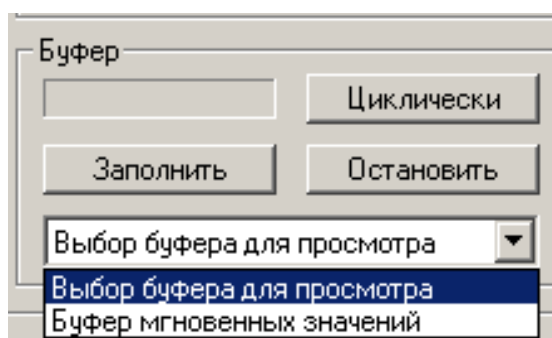 Буфер
Циклически
Заполнить Остановить
Выбор буфера для просмотра
Выбор буфера для просмотра
Буфер мгновенных значений